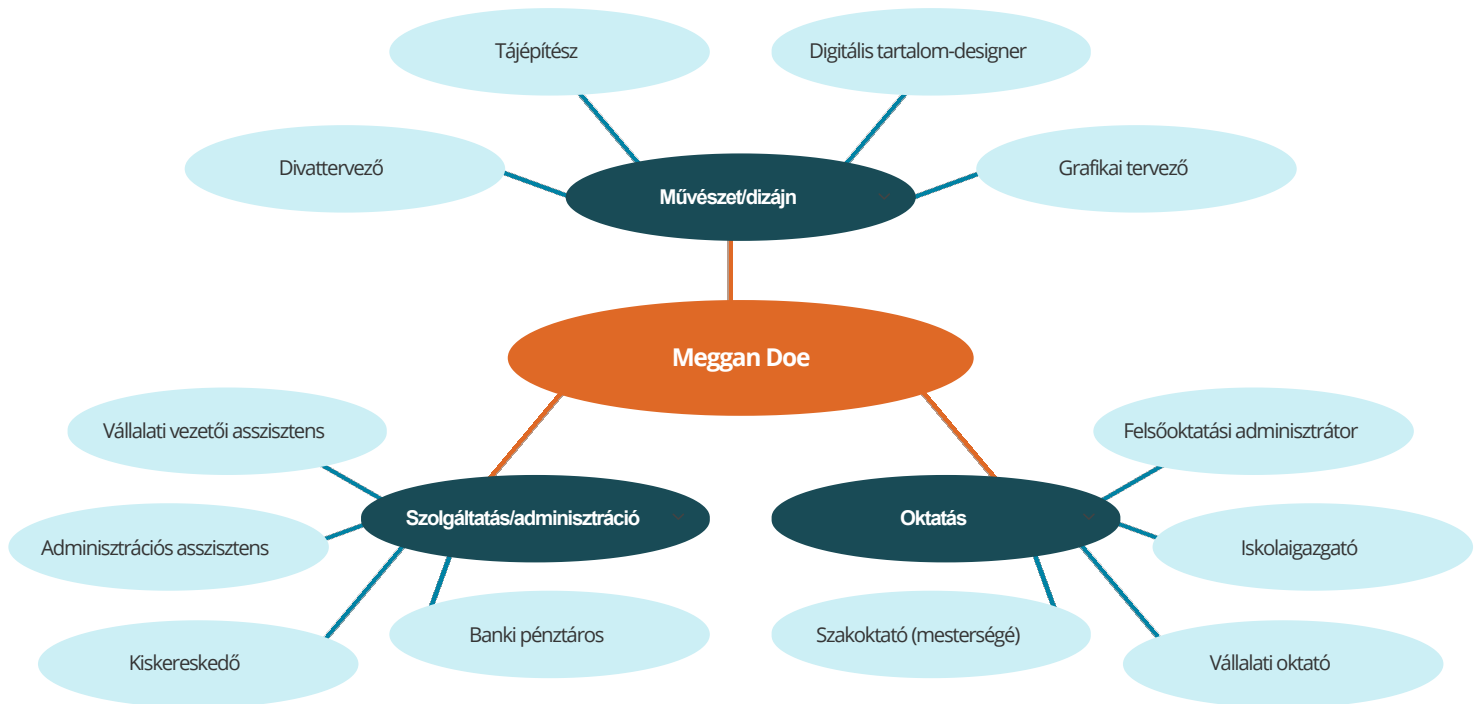 Tájépítész
Digitális tartalom-designer
Divattervező
Grafikai tervező
Művészet/dizájn
Meggan Doe
Vállalati vezetői asszisztens
Felsőoktatási adminisztrátor
Szolgáltatás/adminisztráció
Oktatás
Adminisztrációs asszisztens
Iskolaigazgató
Banki pénztáros
Szakoktató (mesterségé)
Kiskereskedő
Vállalati oktató